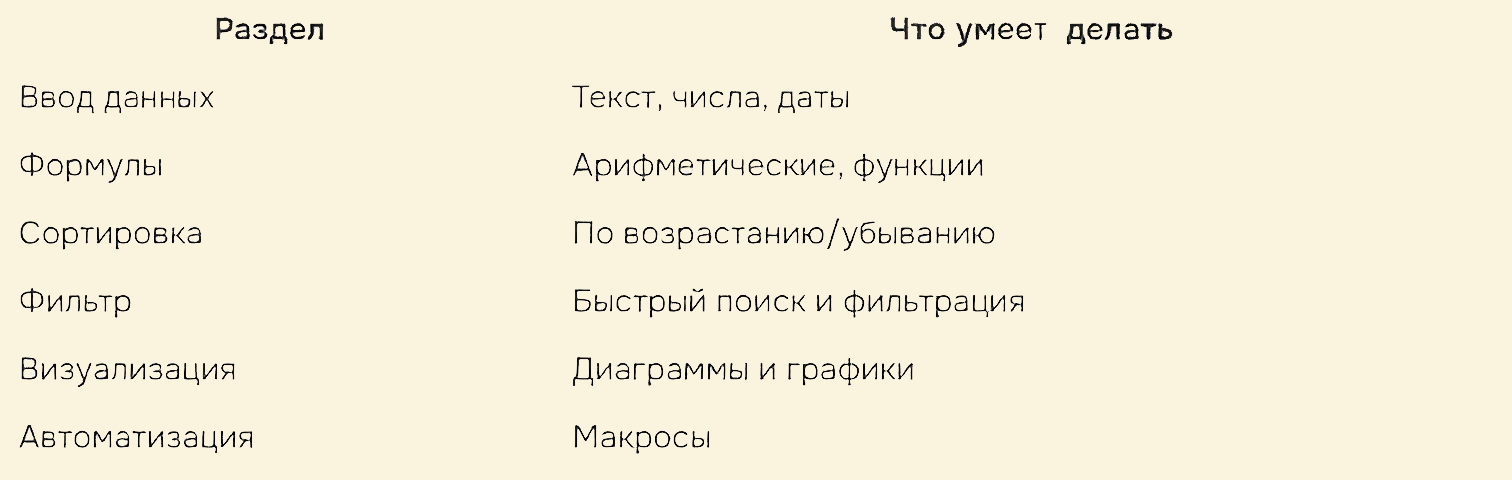 Раздел Что умеет делать
Ввод данных Текст, числа, даты
Формулы Арифметические, функции
Сортировка По возрастанию/убыванию
Фильтр Быстрый поиск и фильтрация
Визуализация Диаграммы и графики
Автоматизация Макросы